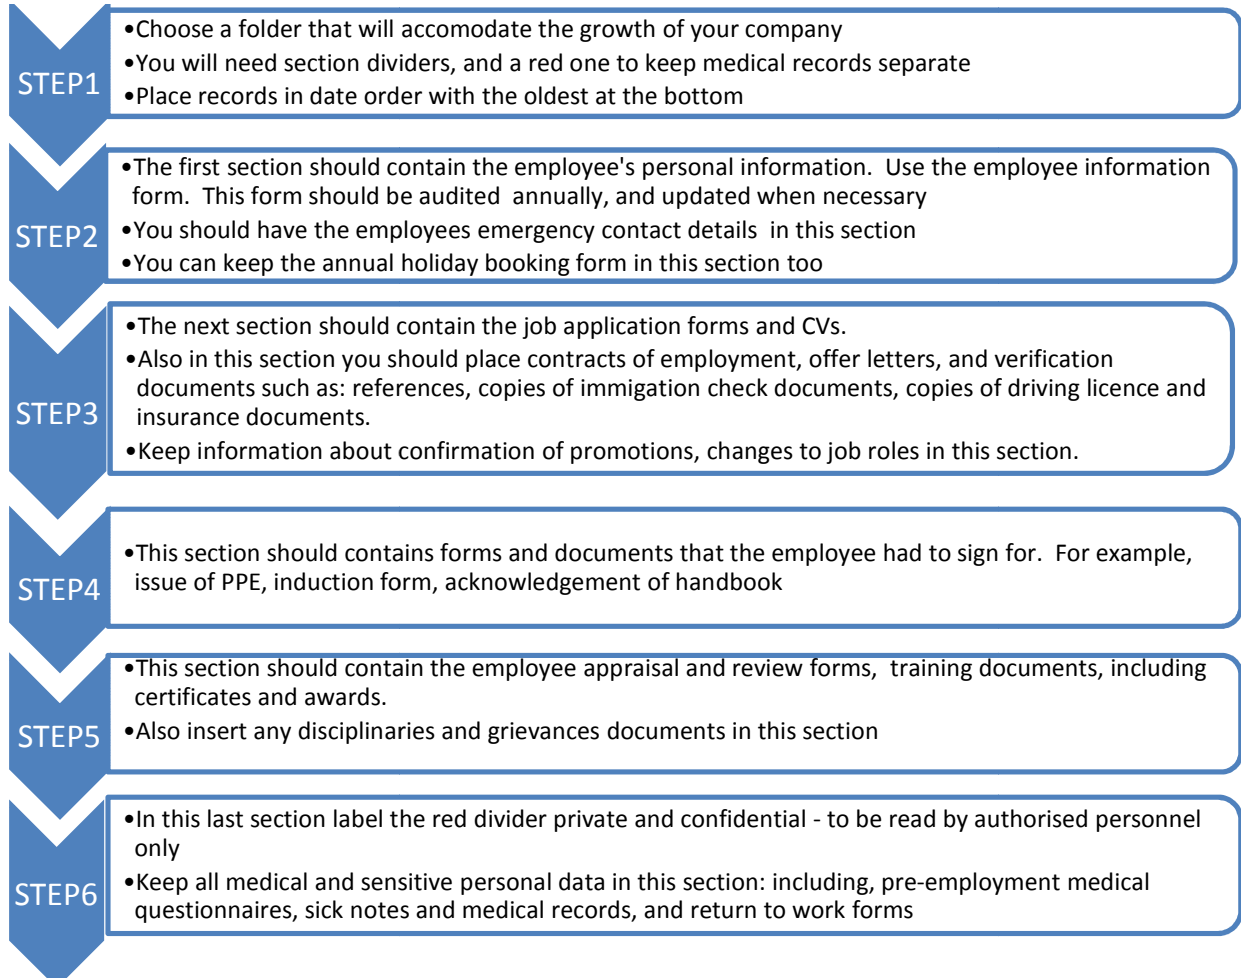 STEP1
•Choose a folder that will accomodate the growth of your company
•You will need section dividers, and a red one to keep medical records separate
•Place records in date order with the oldest at the bottom
STEP2
•The first section should contain the employee's personal information.  Use the employee information
form.  This form should be audited  annually, and updated when necessary
•You should have the employees emergency contact details  in this section
•You can keep the annual holiday booking form in this section too
STEP3
•The next section should contain the job application forms and CVs.
•Also in this section you should place contracts of employment, offer letters, and verification
documents such as: references, copies of immigation check documents, copies of driving licence and
insurance documents.
•Keep information about confirmation of promotions, changes to job roles in this section.
STEP4
•This section should contains forms and documents that the employee had to sign for.  For example,
issue of PPE, induction form, acknowledgement of handbook
STEP5
•This section should contain the employee appraisal and review forms,  training documents, including
certificates and awards.
•Also insert any disciplinaries and grievances documents in this section
STEP6
•In this last section label the red divider private and confidential - to be read by authorised personnel
only
•Keep all medical and sensitive personal data in this section: including, pre-employment medical
questionnaires, sick notes and medical records, and return to work forms